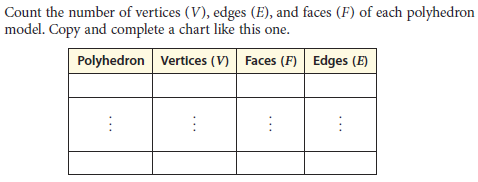 Count the number of vertices (V), edges (E), and faces (F) of each polyhedron
model. Copy and complete a chart like this one.
Polyhedron Vertices (V) Faces (F) Edges (E)
⋮ ⋮ ⋮ ⋮